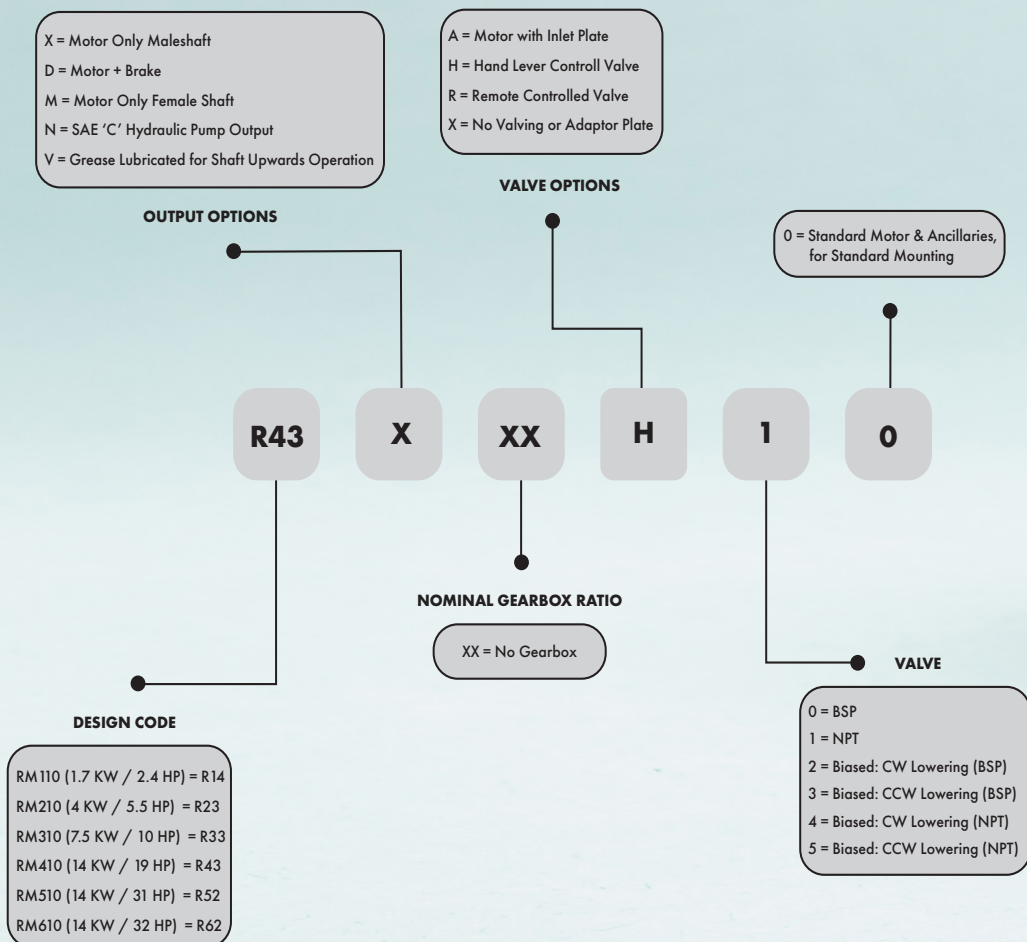 X = Motor Only Maleshaft
D = Motor + Brake
M = Motor Only Female Shaft
N = SAE ‘C’ Hydraulic Pump Output
V = Grease Lubricated for Shaft Upwards Operation
OUTPUT OPTIONS
A = Motor with Inlet Plate
H = Hand Lever Controll Valve
R = Remote Controlled Valve
X = No Valving or Adaptor Plate
VALVE OPTIONS
0 = Standard Motor & Ancillaries,
for Standard Mounting
R43 X XX H 1 0
NOMINAL GEARBOX RATIO
XX = No Gearbox
DESIGN CODE
RM110 (1.7 KW / 2.4 HP) = R14
RM210 (4 KW / 5.5 HP) = R23
RM310 (7.5 KW / 10 HP) = R33
RM410 (14 KW / 19 HP) = R43
RM510 (14 KW / 31 HP) = R52
RM610 (14 KW / 32 HP) = R62
VALVE
0 = BSP
1 = NPT
2 = Biased: CW Lowering (BSP)
3 = Biased: CCW Lowering (BSP)
4 = Biased: CW Lowering (NPT)
5 = Biased: CCW Lowering (NPT)